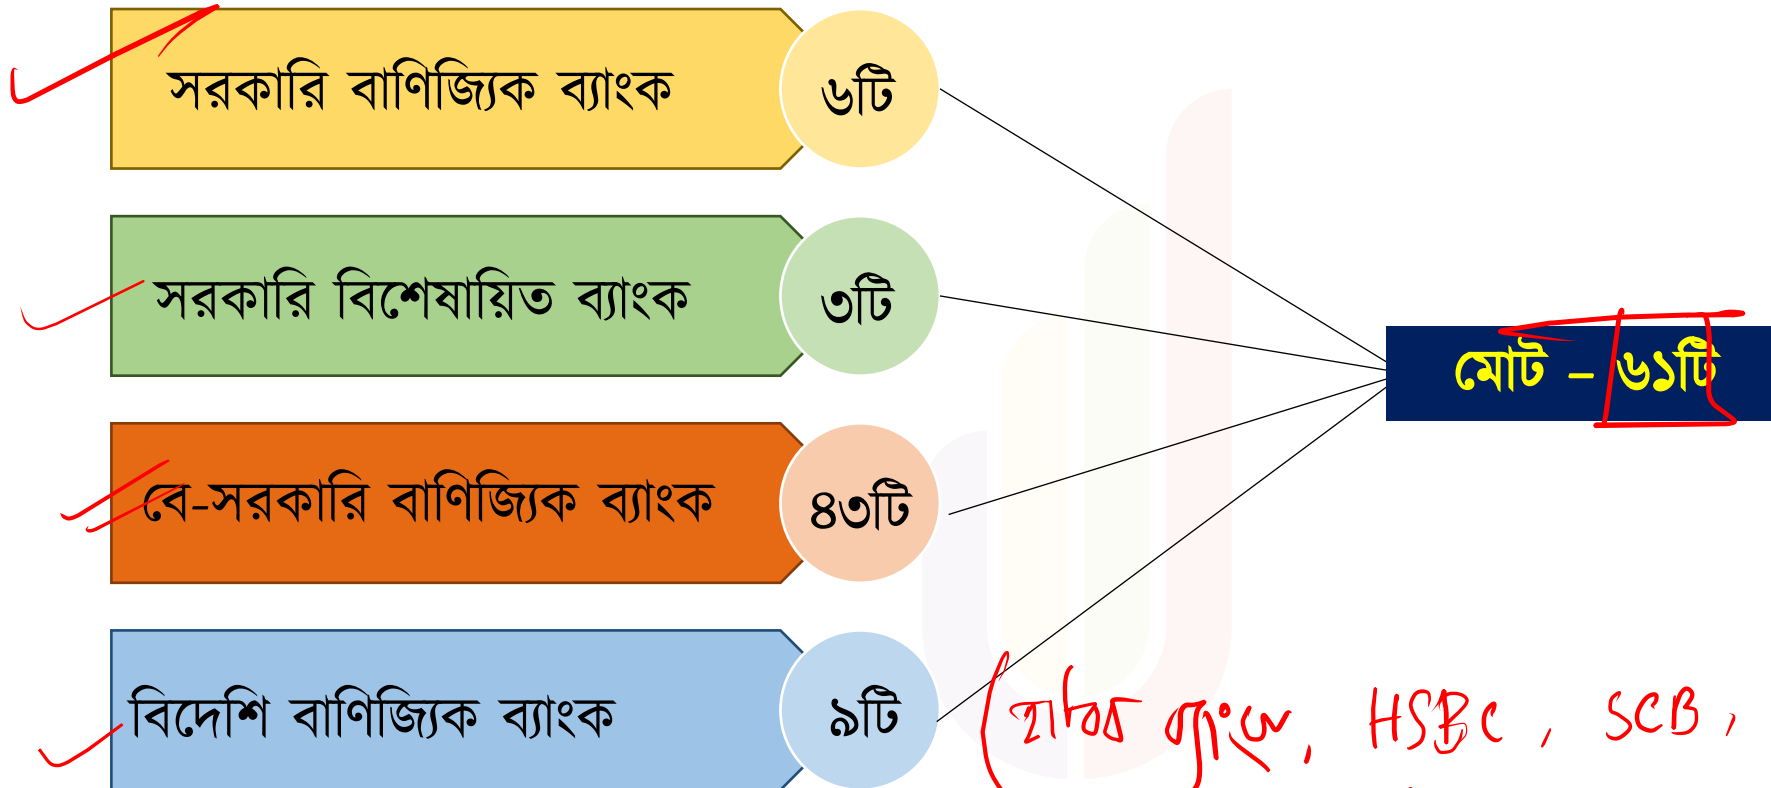 সরকারি বাণিজ্যিক ব্যাংক ৬টি
সরকারি বিশেষায়িত ব্যাংক ৩টি
মোট – ৬১টি
বে-সরকারি বাণিজ্যিক ব্যাংক ৪৩টি
বিদেশি বাণিজ্যিক ব্যাংক ৯টি
(হাবিব ব্যাংক, HSBC, SCB,